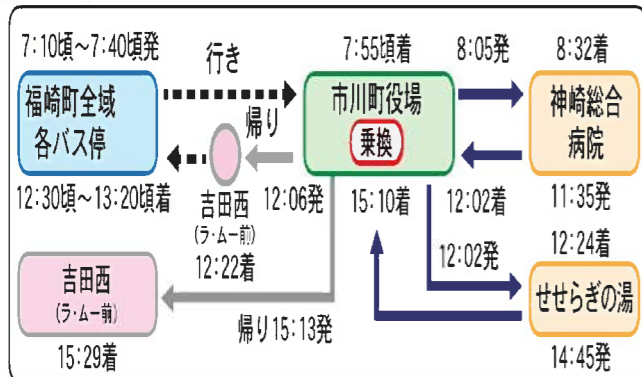 7:10頃～7:40頃発
行き
7:55頃着
8:05発
8:32着
福崎町全域
各バス停
市川町役場
乗換
神崎総合
病院
帰り
12:30頃～13:20頃着
吉田西
(ラ・ムー前)
12:22着
12:06発
15:10着
12:02着
11:35発
12:02発
12:24着
せせらぎの湯
14:45発
吉田西
(ラ・ムー前)
15:29着
帰り15:13発